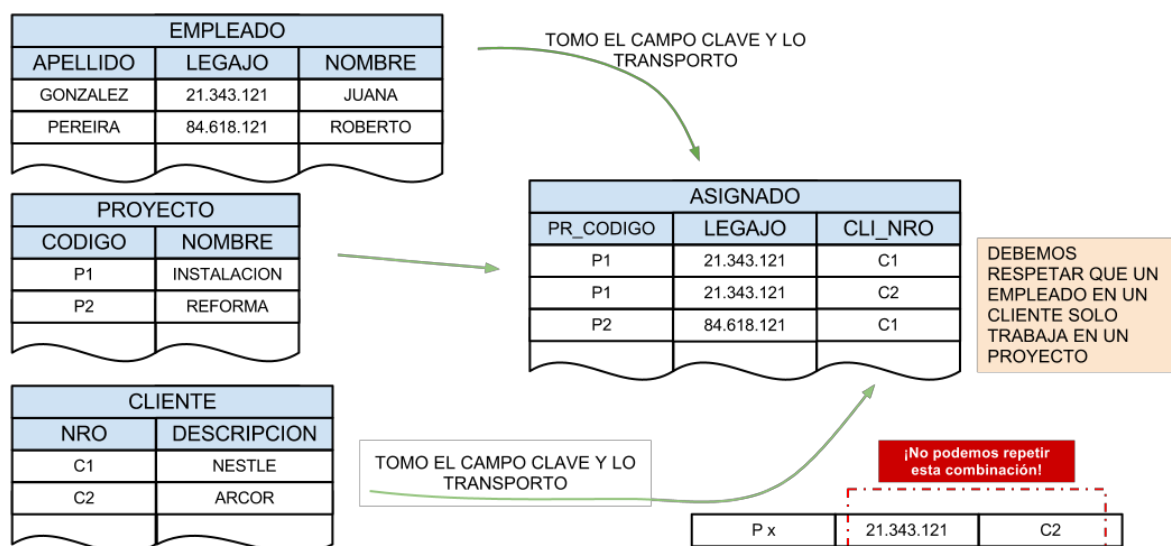 EMPLEADO
APELLIDO LEGAJO NOMBRE
GONZALEZ 21.343.121 JUANA
PEREIRA 84.618.121 ROBERTO
TOMO EL CAMPO CLAVE Y LO
TRANSPORTO
PROYECTO
CODIGO NOMBRE
P1 INSTALACION
P2 REFORMA
ASIGNADO
PR_CODIGO LEGAJO CLI_NRO
P1 21.343.121 C1
P1 21.343.121 C2
P2 84.618.121 C1
DEBEMOS
RESPETAR QUE UN
EMPLEADO EN UN
CLIENTE SOLO
TRABAJA EN UN
PROYECTO
CLIENTE
NRO DESCRIPCION
C1 NESTLE
C2 ARCOR
TOMO EL CAMPO CLAVE Y LO
TRANSPORTO
¡No podemos repetir
esta combinación!
P x 21.343.121 C2